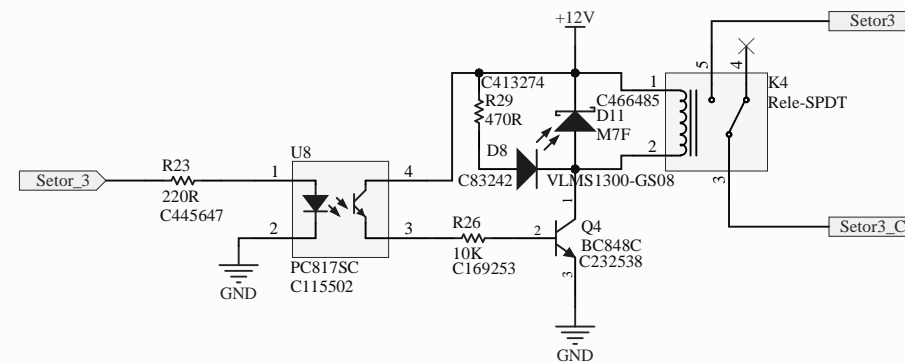 +12V
Setor3
C413274
R29
470R
D11
M7F
C466485
1
2
5
4
3
K4
Rele-SPDT
D8
C83242
VLMS1300-GS08
U8
1
2
4
3
PC817SC
C115502
Setor_3
R23
220R
C445647
GND
R26
10K
C169253
1
2
3
Q4
BC848C
C232538
GND
Setor3_C